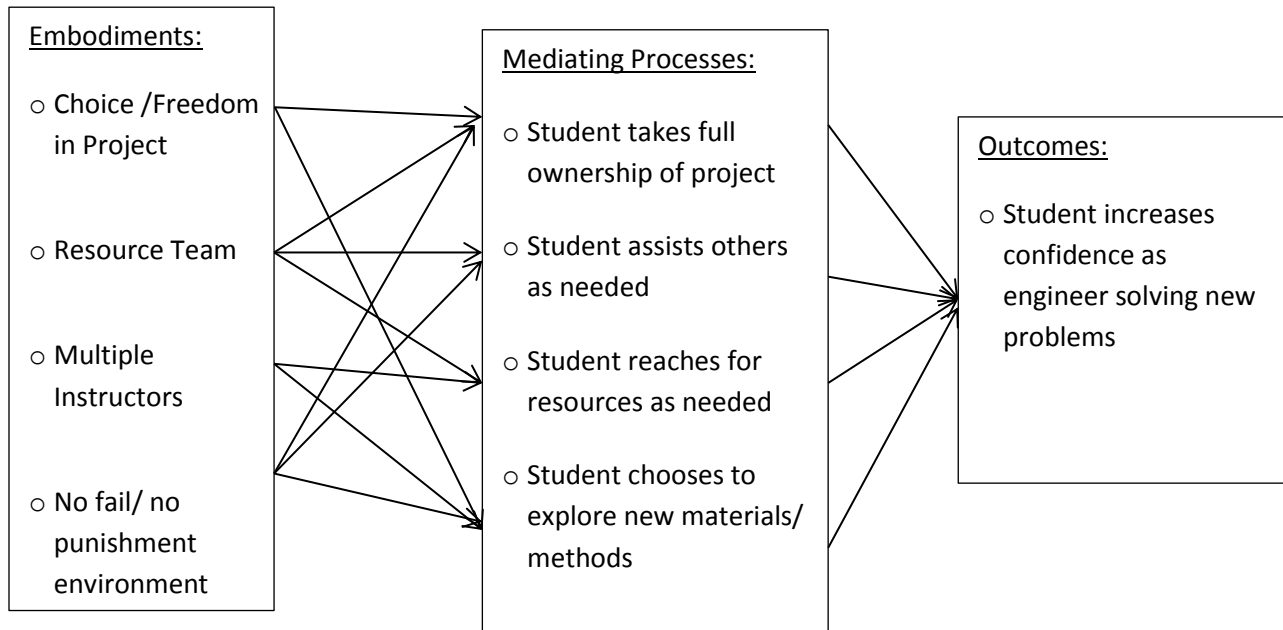 Embodiments:
○ Choice /Freedom
in Project
○ Resource Team
○ Multiple
Instructors
○ No fail/ no
punishment
environment
Mediating Processes:
○ Student takes full
ownership of project
○ Student assists others
as needed
○ Student reaches for
resources as needed
○ Student chooses to
explore new materials/
methods
Outcomes:
○ Student increases
confidence as
engineer solving new
problems